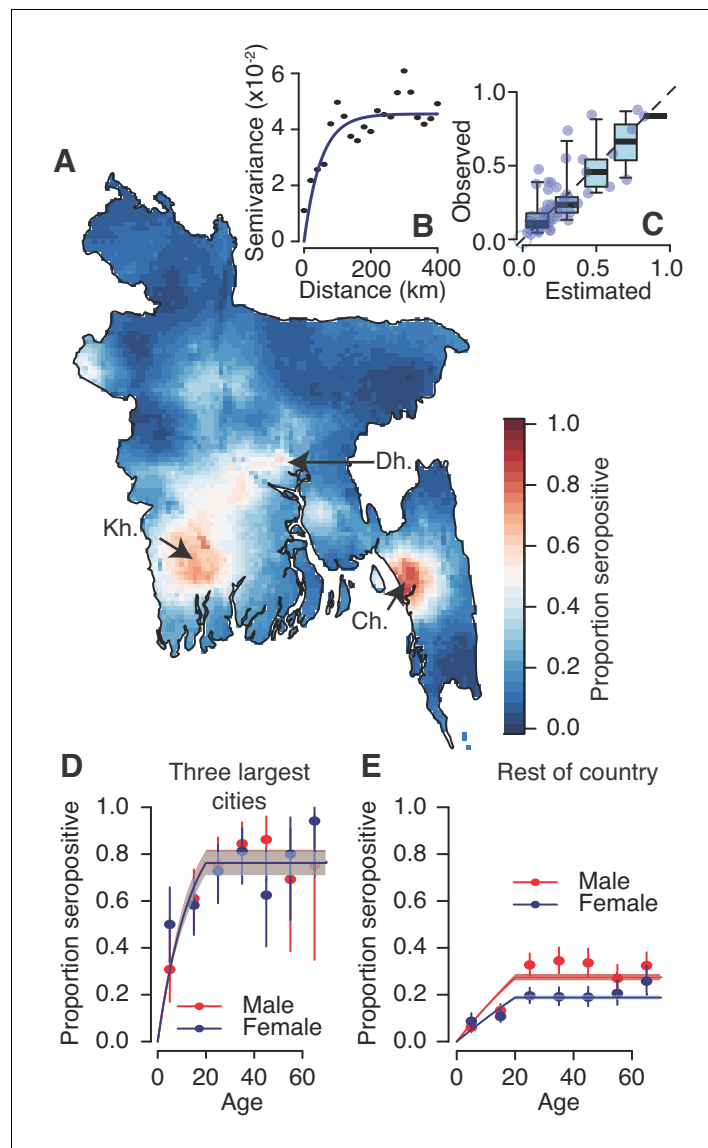 A
Semivariance (x10-2)
6
4
2
0
0
200
400
Distance (km)
B
Observed
1.0
0.5
0.0
0.0
0.5
1.0
Estimated
C
Dh.
Kh.
Ch.
Proportion seropositive
1.0
0.8
0.6
0.4
0.2
0.0
D
Three largest
cities
Proportion seropositive
1.0
0.8
0.6
0.4
0.2
0.0
Male
Female
0
20
40
60
Age
E
Rest of country
Proportion seropositive
1.0
0.8
0.6
0.4
0.2
0.0
Male
Female
0
20
40
60
Age